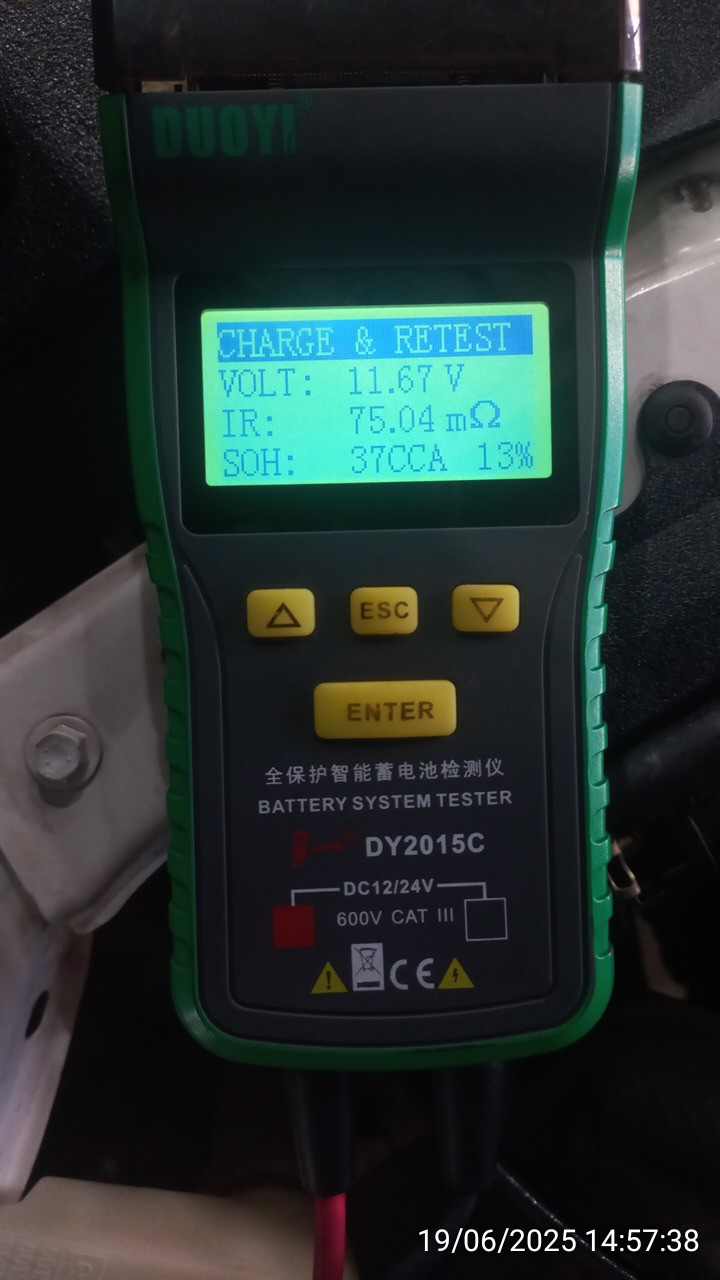 DUOYI®
CHARGE & RETEST
VOLT: 11.67 V
IR: 75.04 mΩ
SOH: 37CCA 13%
ESC
ENTER
全保护智能蓄电池检测仪
BATTERY SYSTEM TESTER
多一® DY2015C
DC12/24V
600V CAT III
CE
19/06/2025 14:57:38